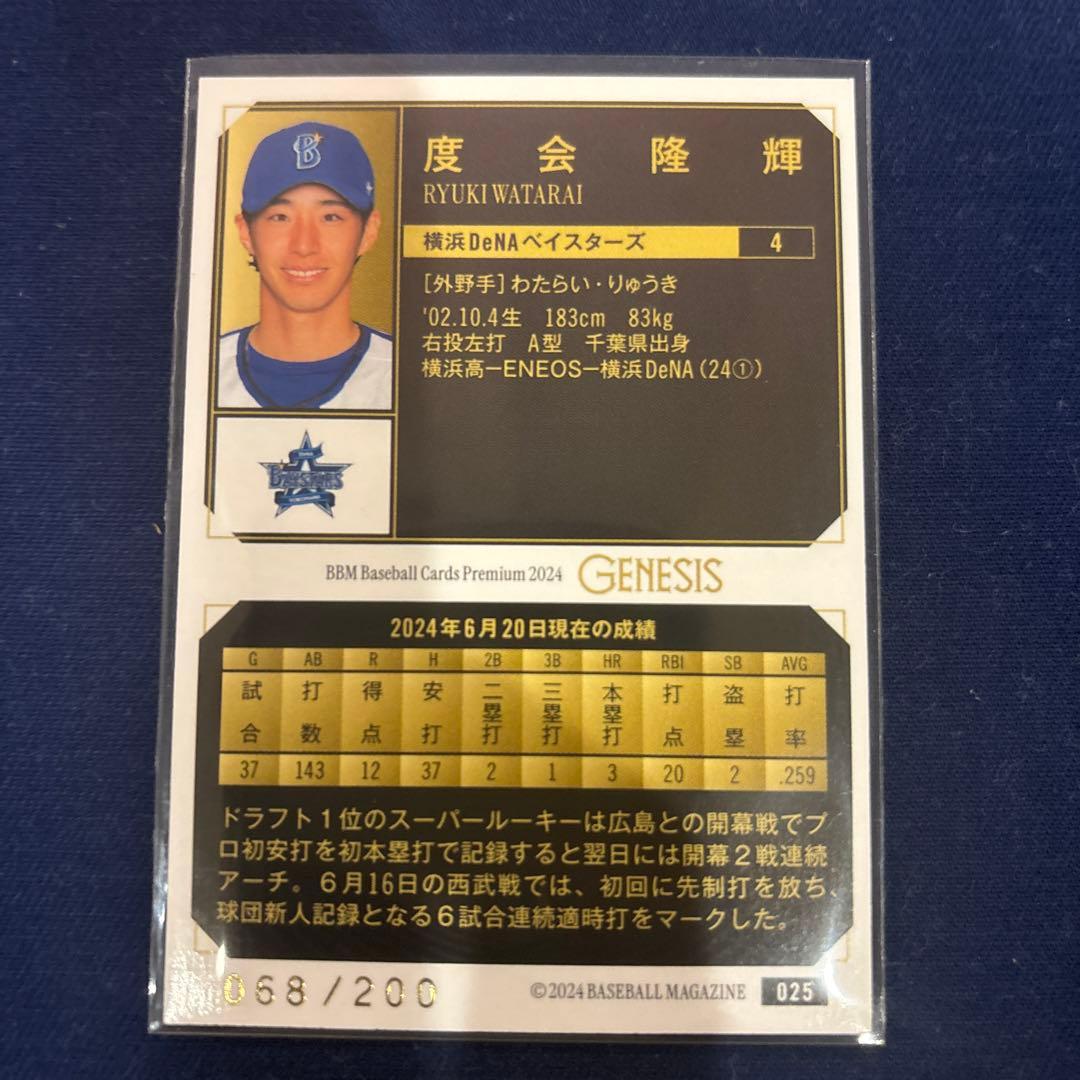 B
度会隆輝
RYUKI WATARAI
横浜DeNAベイスターズ 4
[外野手]わたらい・りゅうき
'02.10.4生 183cm 83kg
右投左打 A型 千葉県出身
横浜高ーENEOSー横浜DeNA(24①)
BAYSTARS
BBM Baseball Cards Premium 2024 GENESIS
2024年6月20日現在の成績
G AB R H 2B 3B HR RBI SB AVG
試合 打数 得点 安打 二塁打 三塁打 本塁打 打点 盗塁 打率
37 143 12 37 2 1 3 20 2 .259
ドラフト1位のスーパールーキーは広島との開幕戦でプ
ロ初安打を初本塁打で記録すると翌日には開幕2戦連続
アーチ。6月16日の西武戦では、初回に先制打を放ち、
球団新人記録となる6試合連続適時打をマークした。
068/200 ©2024 BASEBALL MAGAZINE 025